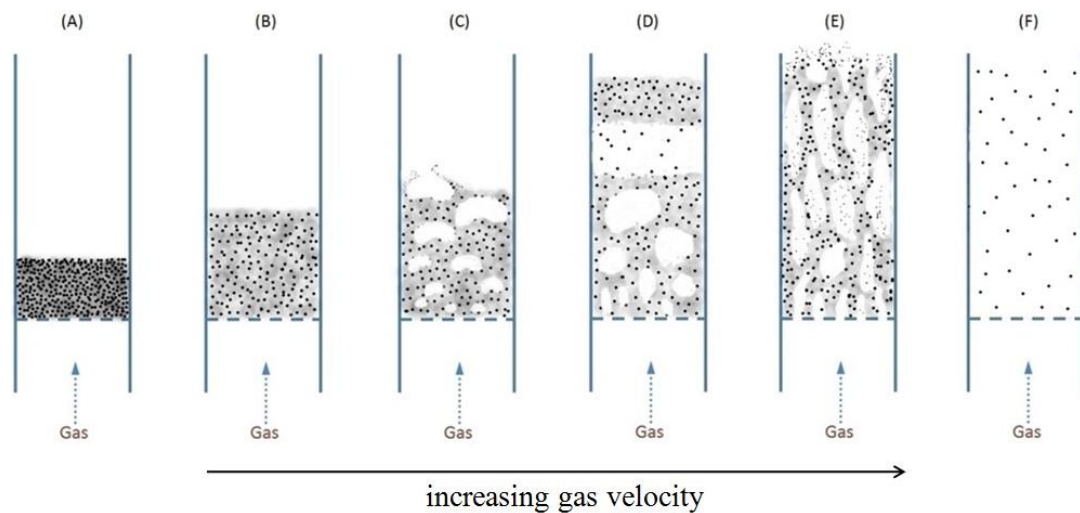 (A) (B) (C) (D) (E) (F)
Gas Gas Gas Gas Gas Gas
increasing gas velocity